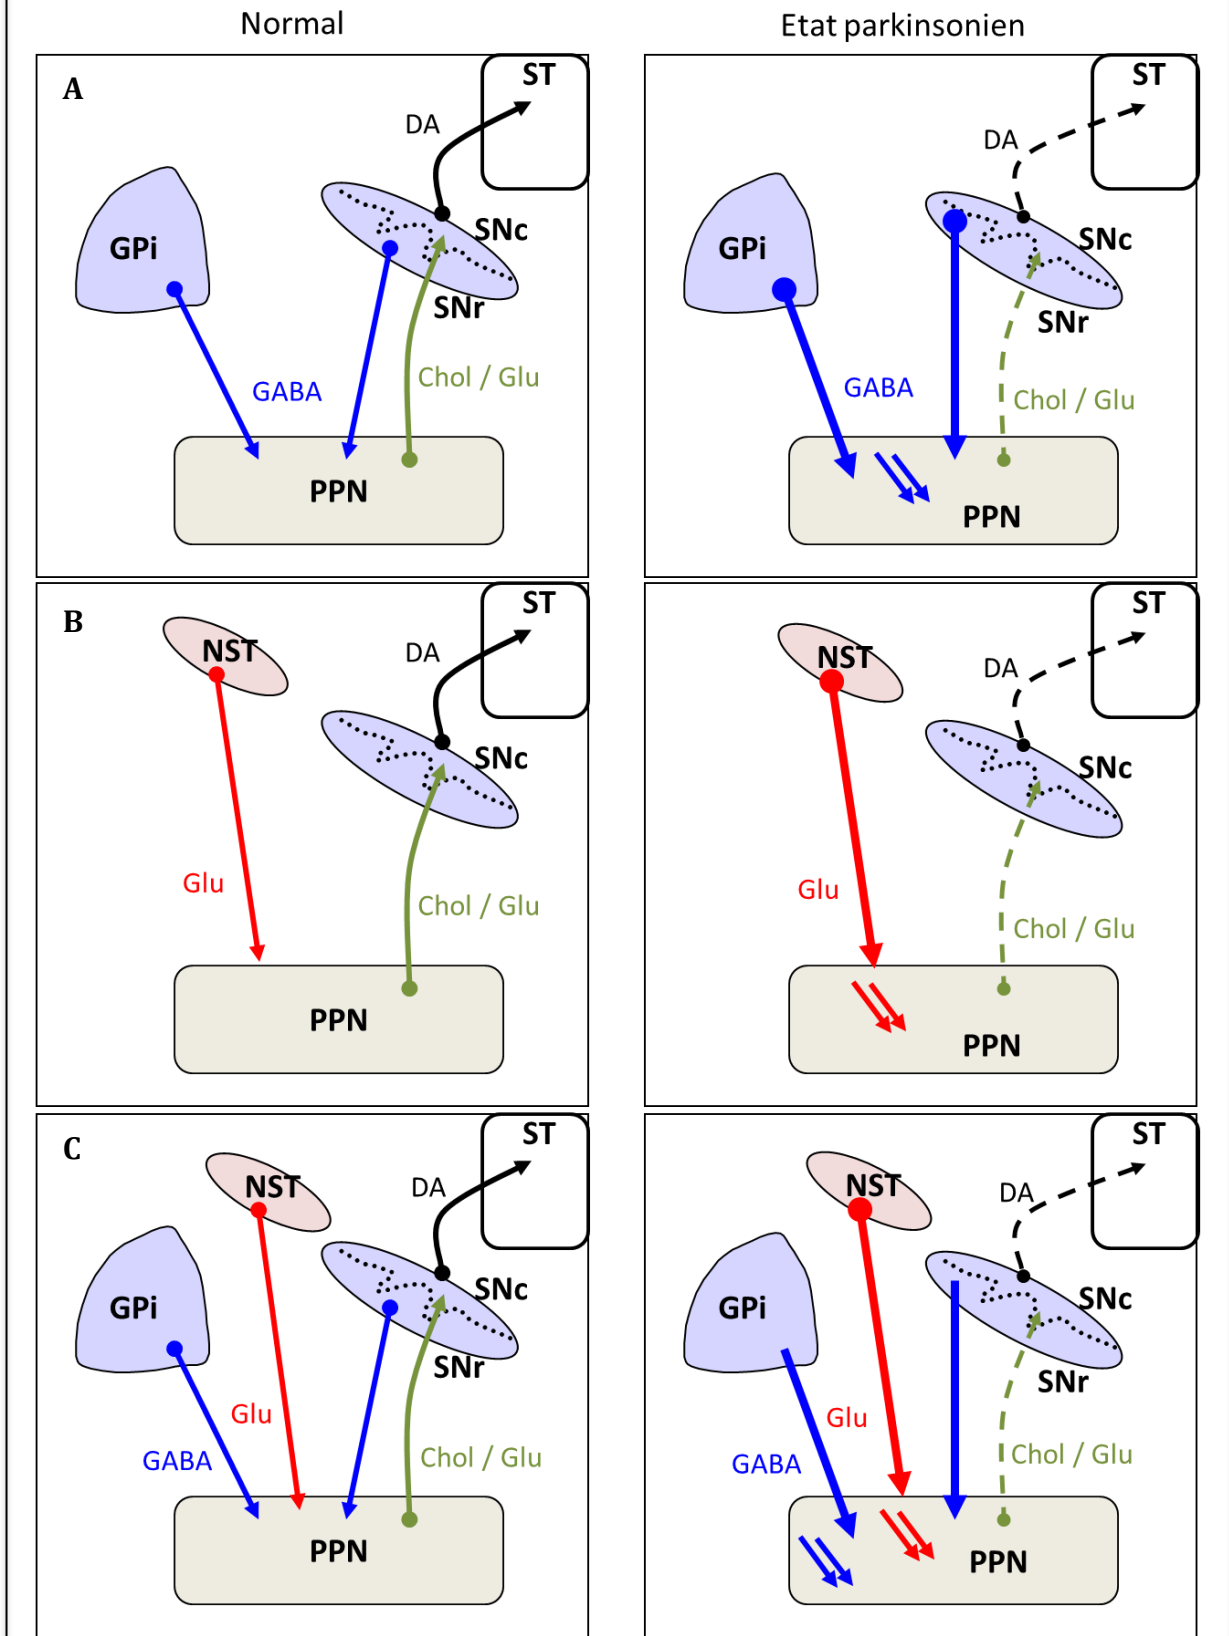 Normal
Etat parkinsonien
A
ST
DA
GPi
SNc
SNr
GABA
Chol / Glu
PPN
ST
DA
GPi
SNc
SNr
GABA
Chol / Glu
PPN
B
ST
NST
DA
SNc
Glu
Chol / Glu
PPN
ST
NST
DA
SNc
Glu
Chol / Glu
PPN
C
ST
NST
DA
GPi
SNc
SNr
Glu
GABA
Chol / Glu
PPN
ST
NST
DA
GPi
SNc
SNr
Glu
GABA
Chol / Glu
PPN